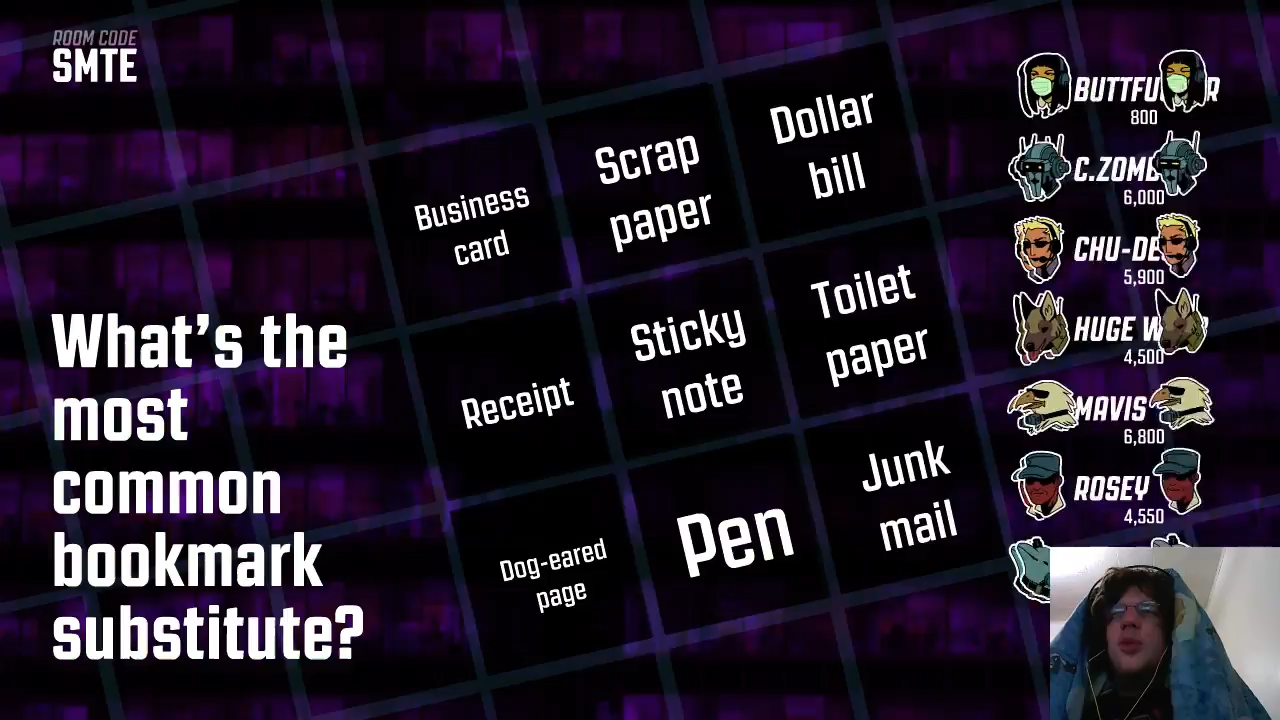 ROOM CODE
SMTE
What's the
most
common
bookmark
substitute?
Business
card
Scrap
paper
Dollar
bill
Receipt
Sticky
note
Toilet
paper
Dog-eared
page
Pen
Junk
mail
800
6,000
CHU-DE
5,900
HUGE W
4,500
MAVIS
6,800
ROSEY
4,550